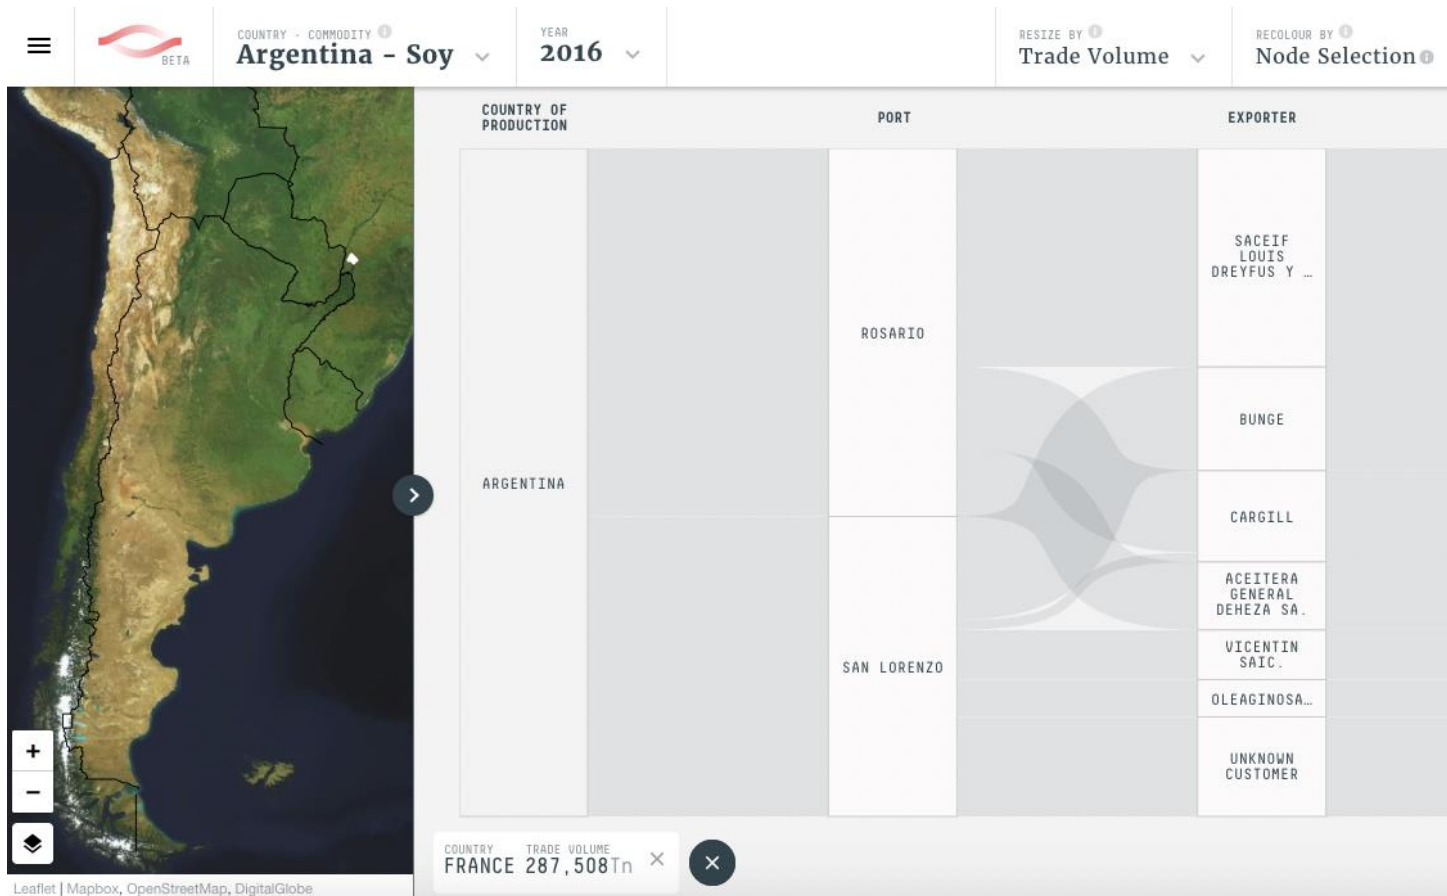 BETA
COUNTRY - COMMODITY
Argentina - Soy
YEAR
2016
RESIZE BY
Trade Volume
RECOLOUR BY
Node Selection
COUNTRY OF
PRODUCTION
PORT
EXPORTER
ARGENTINA
ROSARIO
SAN LORENZO
SACEIF
LOUIS
DREYFUS Y …
BUNGE
CARGILL
ACEITERA
GENERAL
DEHEZA SA.
VICENTIN
SAIC.
OLEAGINOSA…
UNKNOWN
CUSTOMER
+
−
COUNTRY TRADE VOLUME
FRANCE 287,508Tn
Leaflet | Mapbox, OpenStreetMap, DigitalGlobe